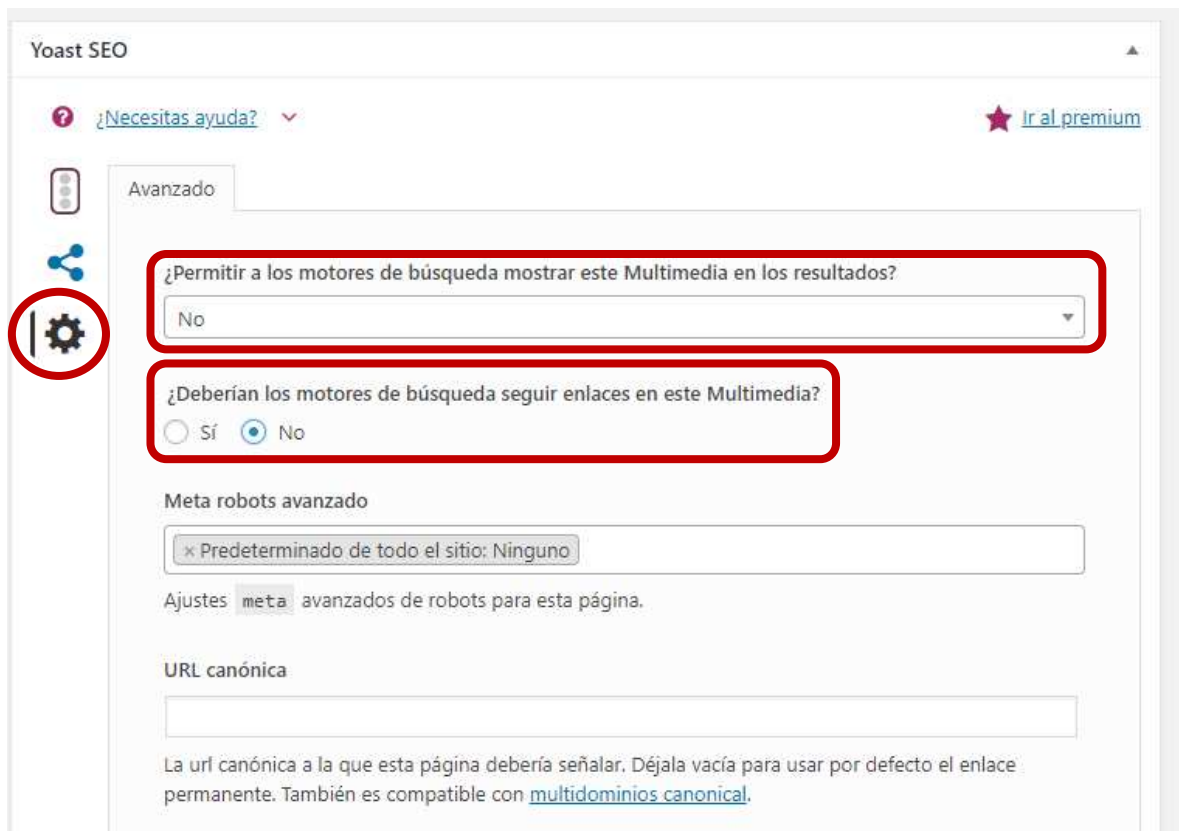 Yoast SEO
¿Necesitas ayuda?
Ir al premium
Avanzado
¿Permitir a los motores de búsqueda mostrar este Multimedia en los resultados?
No
¿Deberían los motores de búsqueda seguir enlaces en este Multimedia?
Sí No
Meta robots avanzado
× Predeterminado de todo el sitio: Ninguno
Ajustes meta avanzados de robots para esta página.
URL canónica
La url canónica a la que esta página debería señalar. Déjala vacía para usar por defecto el enlace
permanente. También es compatible con multidominios canonical.